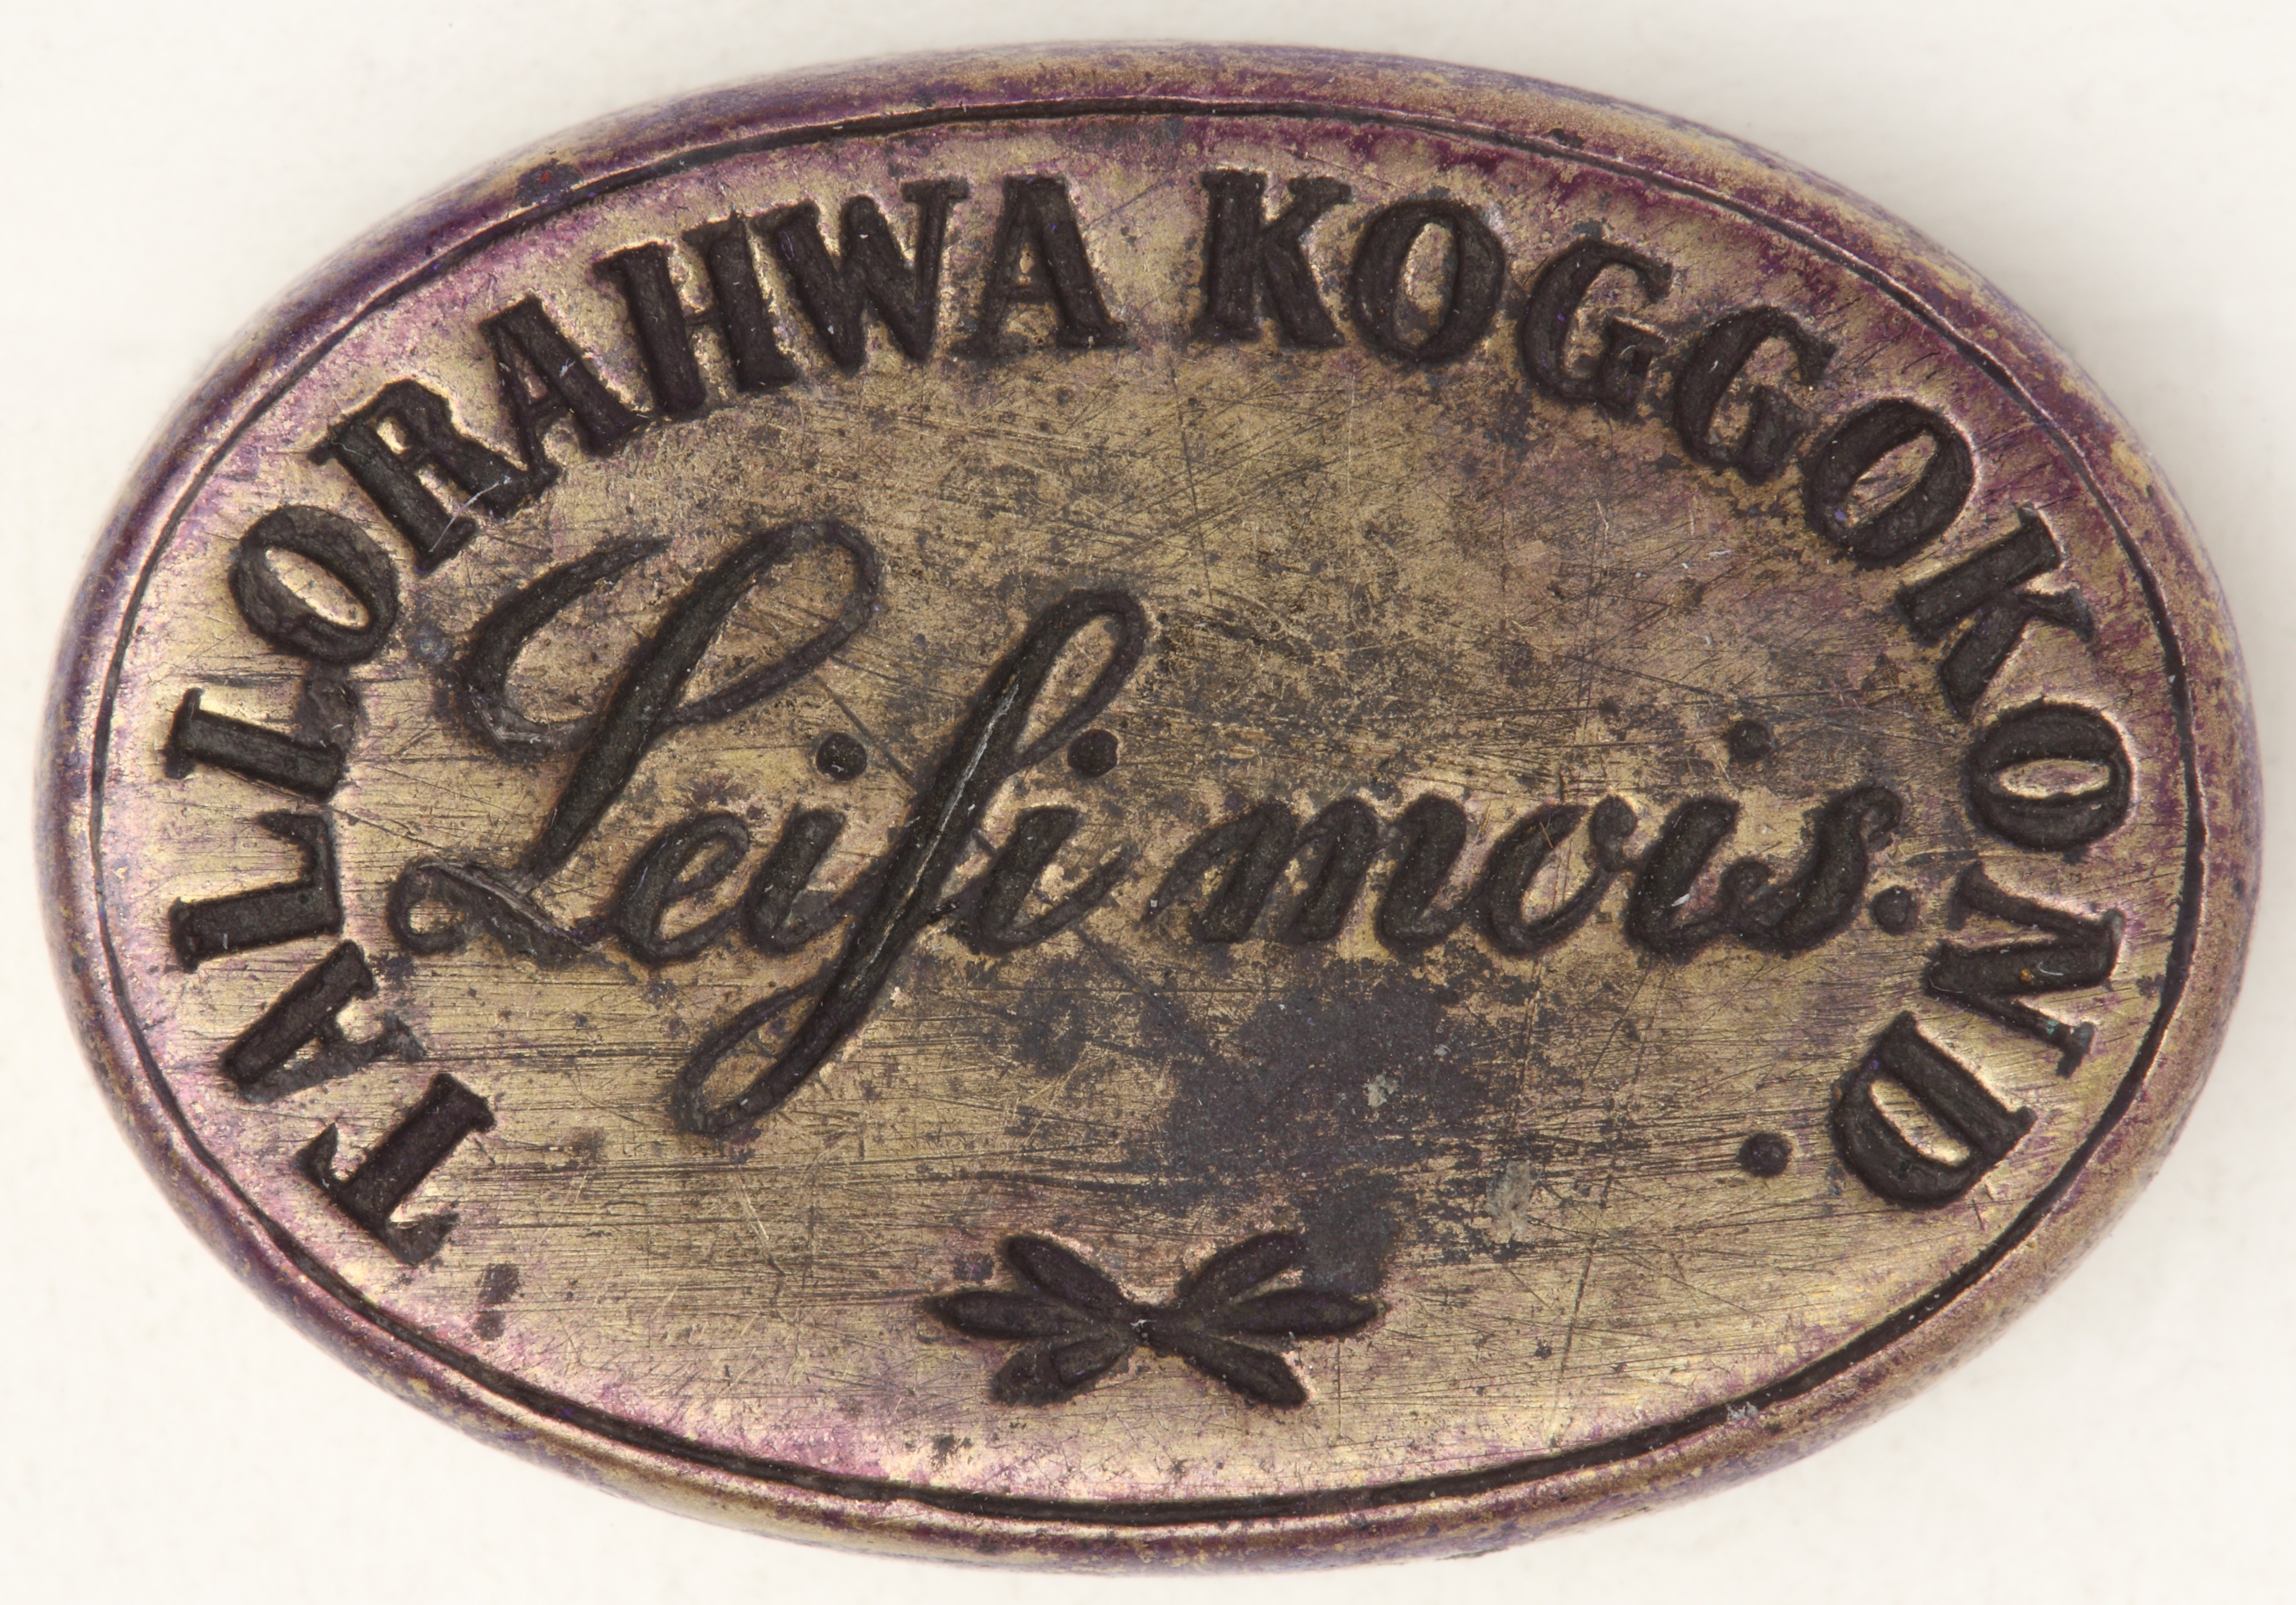 TALLORAHWA KOGGOKOND.
Leiſi mois.